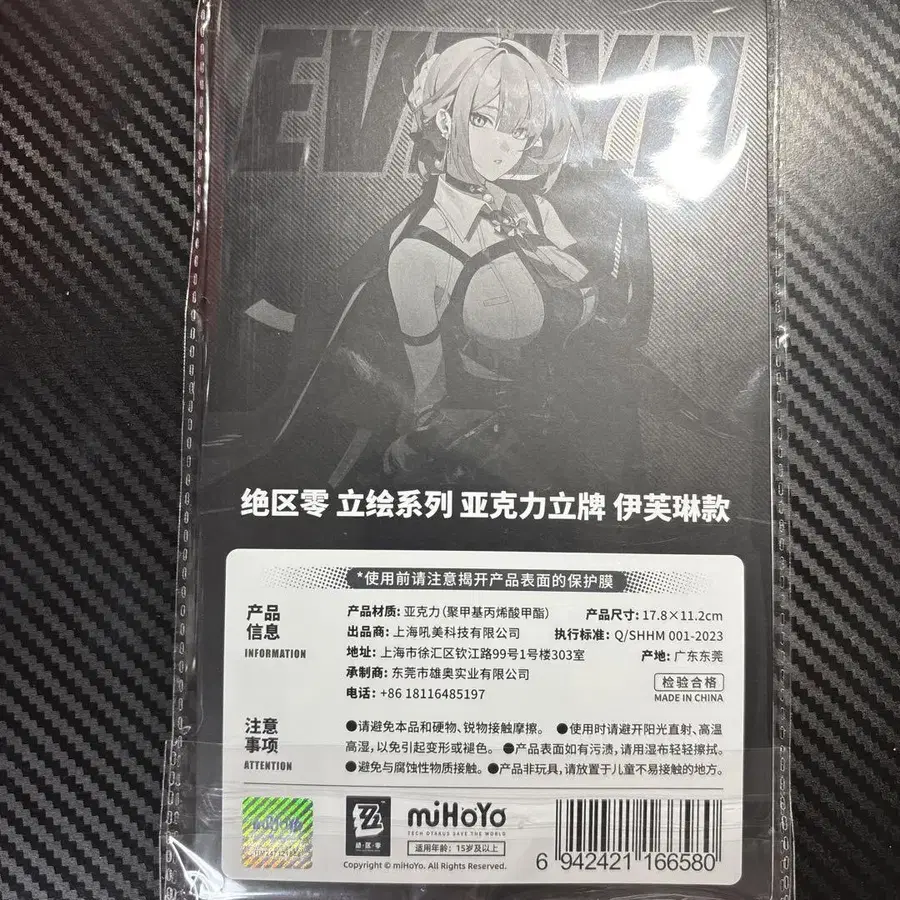 EVELYN
绝区零 立绘系列 亚克力立牌 伊芙琳款
*使用前请注意揭开产品表面的保护膜
产品信息
INFORMATION
产品材质: 亚克力(聚甲基丙烯酸甲酯) 产品尺寸: 17.8×11.2cm
出品商: 上海吼美科技有限公司 执行标准: Q/SHHM 001-2023
地址: 上海市徐汇区钦江路99号1号楼303室 产地: 广东东莞
承制商: 东莞市雄奥实业有限公司 检验合格
电话: +86 18116485197 MADE IN CHINA
注意事项
ATTENTION
●请避免本品和硬物、锐物接触摩擦。 ●使用时请避开阳光直射、高温
高湿,以免引起变形或褪色。 ●产品表面如有污渍,请用湿布轻轻擦拭。
●避免与腐蚀性物质接触。 ●产品非玩具,请放置于儿童不易接触的地方。
绝·区·零
miHoYo
TECH OTAKUS SAVE THE WORLD
适用年龄: 15岁及以上
Copyright © miHoYo. All Rights Reserved.
6 942421 166580